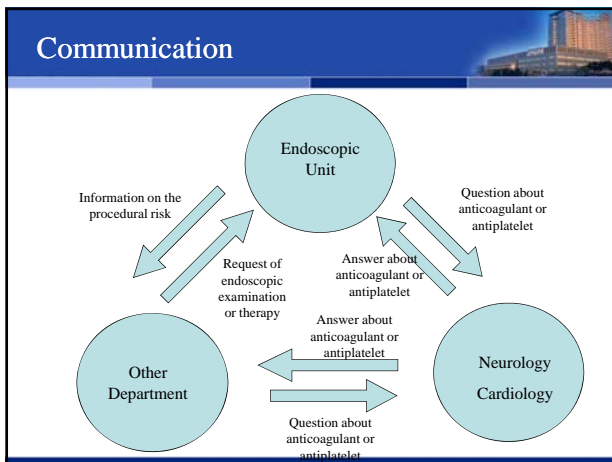 Communication
Endoscopic
Unit
Information on the
procedural risk
Question about
anticoagulant or
antiplatelet
Request of
endoscopic
examination
or therapy
Answer about
anticoagulant or
antiplatelet
Answer about
anticoagulant or
antiplatelet
Other
Department
Neurology
Cardiology
Question about
anticoagulant or
antiplatelet